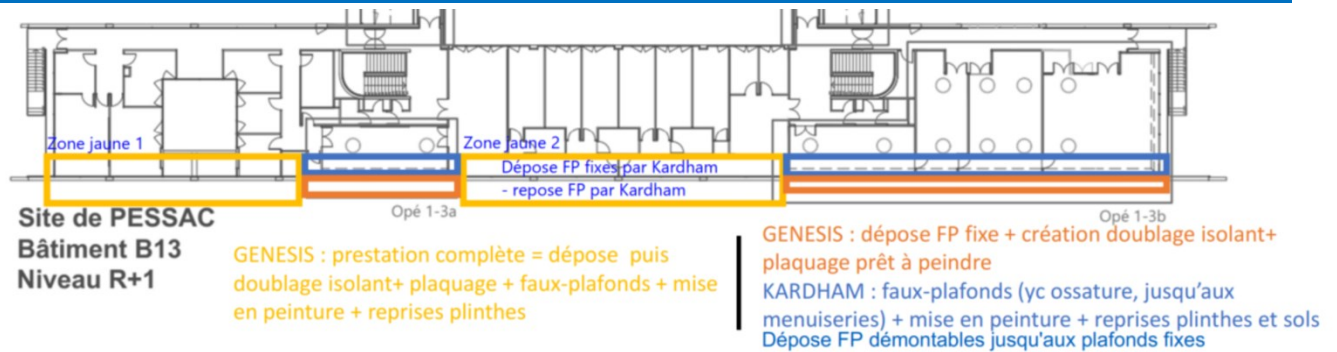 Zone jaune 1
Zone jaune 2
Dépose FP fixes par Kardham
- repose FP par Kardham
Opé 1-3a
Opé 1-3b
Site de PESSAC
Bâtiment B13
Niveau R+1
GENESIS : prestation complète = dépose puis
doublage isolant+ plaquage + faux-plafonds + mise
en peinture + reprises plinthes
GENESIS : dépose FP fixe + création doublage isolant+
plaquage prêt à peindre
KARDHAM : faux-plafonds (yc ossature, jusqu'aux
menuiseries) + mise en peinture + reprises plinthes et sols
Dépose FP démontables jusqu'aux plafonds fixes